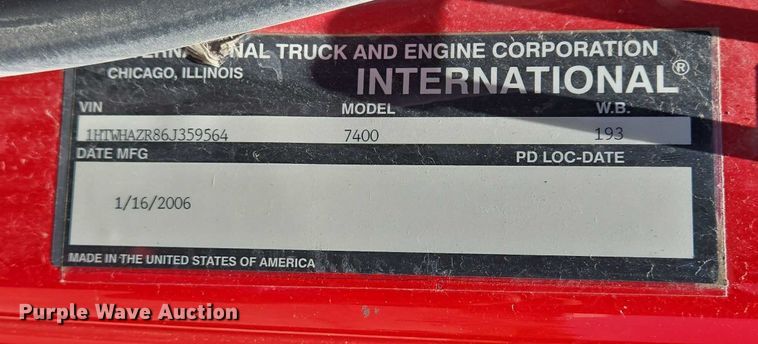 NAL TRUCK AND ENGINE CORPORATION
CHICAGO, ILLINOIS INTERNATIONAL®
VIN MODEL W.B.
1HTWHAZR86J359564 7400 193
DATE MFG PD LOC-DATE
1/16/2006
MADE IN THE UNITED STATES OF AMERICA
Purple Wave Auction